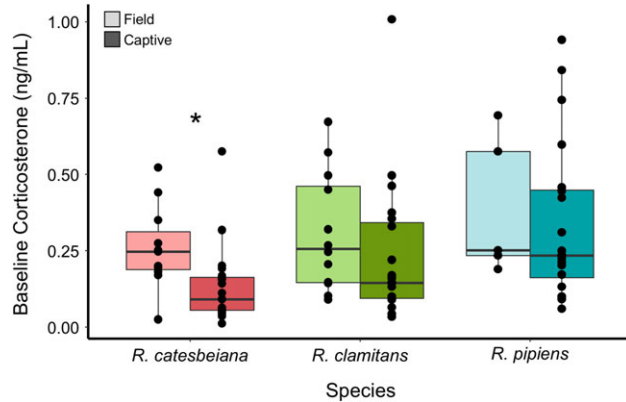 1.00
0.75
0.50
0.25
0.00
Baseline Corticosterone (ng/mL)
Field
Captive
*
R. catesbeiana
R. clamitans
R. pipiens
Species